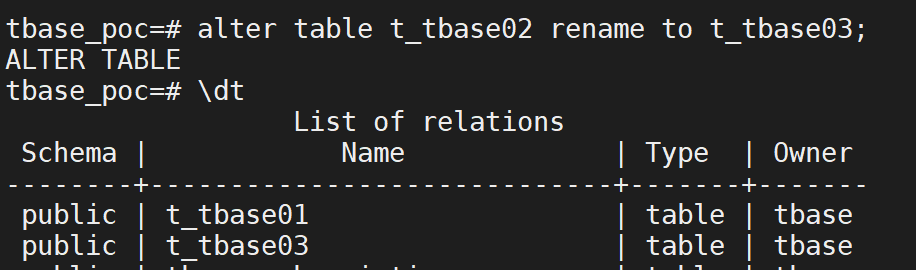 tbase_poc=# alter table t_tbase02 rename to t_tbase03;
ALTER TABLE
tbase_poc=# \dt
List of relations
Schema | Name | Type | Owner
--------+-----------------------------+-------+-------
public | t_tbase01 | table | tbase
public | t_tbase03 | table | tbase